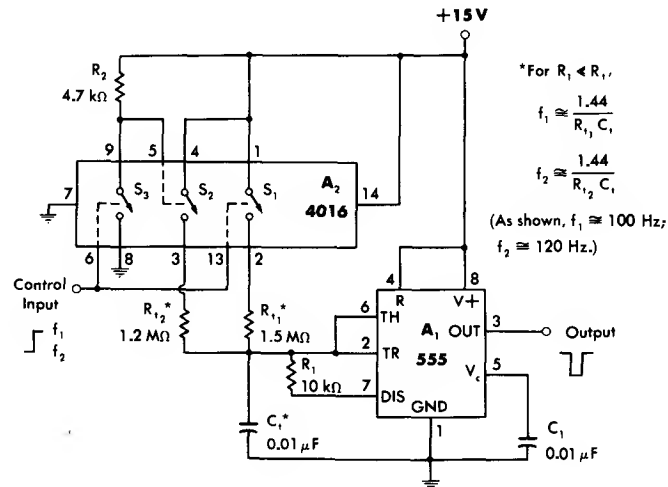 +15V
R₂
4.7 kΩ
*For R₁ ≪ Rₜ,
f₁ ≅ 1.44 / Rₜ₁ Cₜ
f₂ ≅ 1.44 / Rₜ₂ Cₜ
(As shown, f₁ ≅ 100 Hz;
f₂ ≅ 120 Hz.)
9 5 4 1
7 S₃ S₂ S₁ A₂ 14
4016
6 8 3 13 2
Control
Input
f₁
f₂
Rₜ₂*
1.2 MΩ
Rₜ₁*
1.5 MΩ
R₁
10 kΩ
Cₜ*
0.01 μF
4 8
R V+
6 TH
A₁ OUT 3 Output
2 TR
555
5
V꜀
7 DIS
GND
1
C₁
0.01 μF